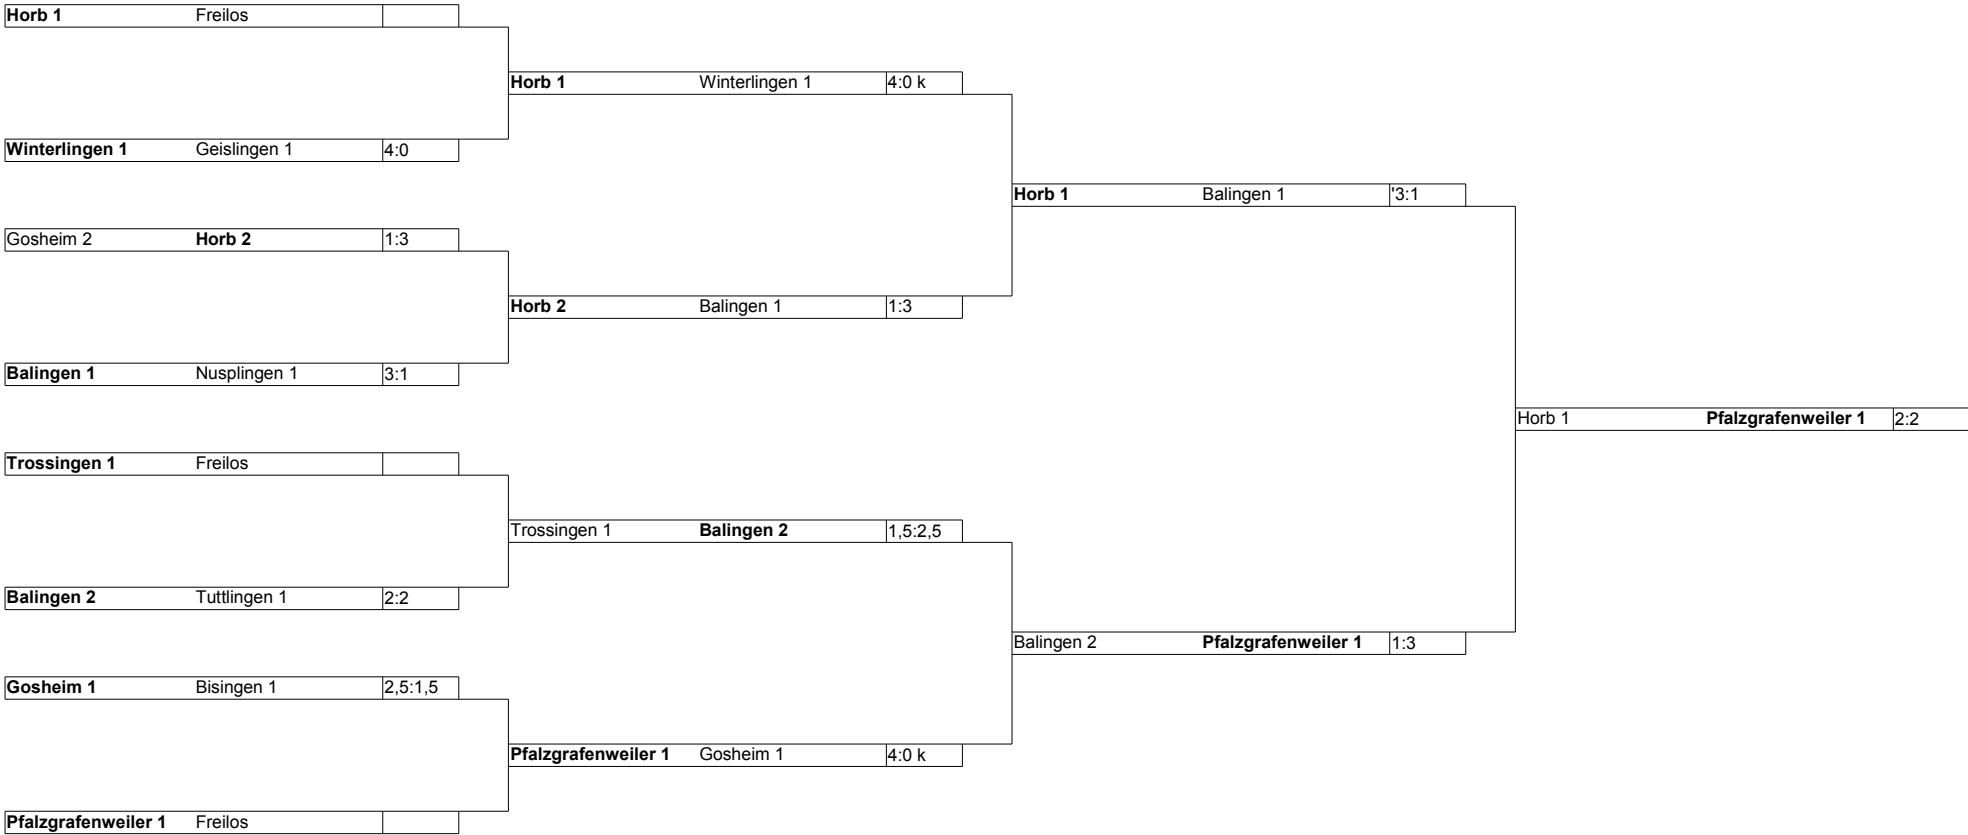 Horb 1 Freilos
Horb 1 Winterlingen 1 4:0 k
Winterlingen 1 Geislingen 1 4:0
Horb 1 Balingen 1 '3:1
Gosheim 2 Horb 2 1:3
Horb 2 Balingen 1 1:3
Balingen 1 Nusplingen 1 3:1
Horb 1 Pfalzgrafenweiler 1 2:2
Trossingen 1 Freilos
Trossingen 1 Balingen 2 1,5:2,5
Balingen 2 Tuttlingen 1 2:2
Balingen 2 Pfalzgrafenweiler 1 1:3
Gosheim 1 Bisingen 1 2,5:1,5
Pfalzgrafenweiler 1 Gosheim 1 4:0 k
Pfalzgrafenweiler 1 Freilos